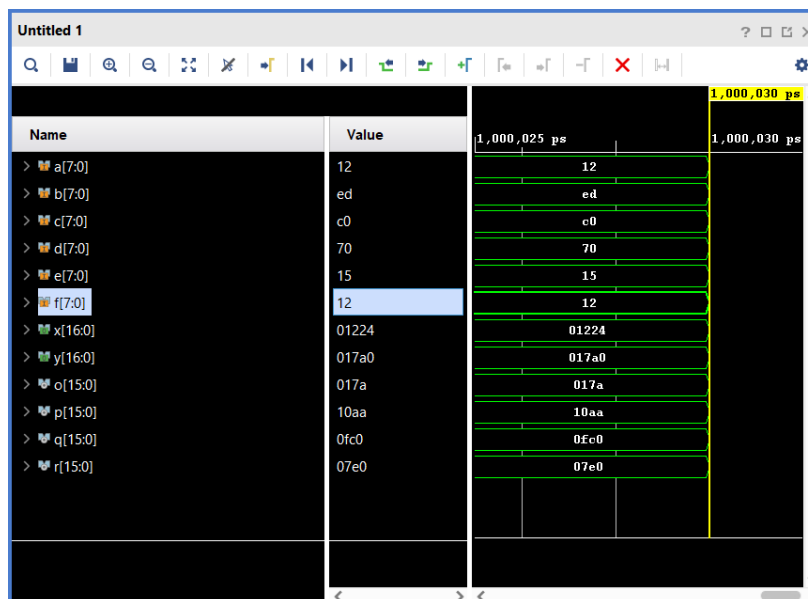 Untitled 1
1,000,030 ps
Name Value 1,000,025 ps 1,000,030 ps
a[7:0] 12 12
b[7:0] ed ed
c[7:0] c0 c0
d[7:0] 70 70
e[7:0] 15 15
f[7:0] 12 12
x[16:0] 01224 01224
y[16:0] 017a0 017a0
o[15:0] 017a 017a
p[15:0] 10aa 10aa
q[15:0] 0fc0 0fc0
r[15:0] 07e0 07e0